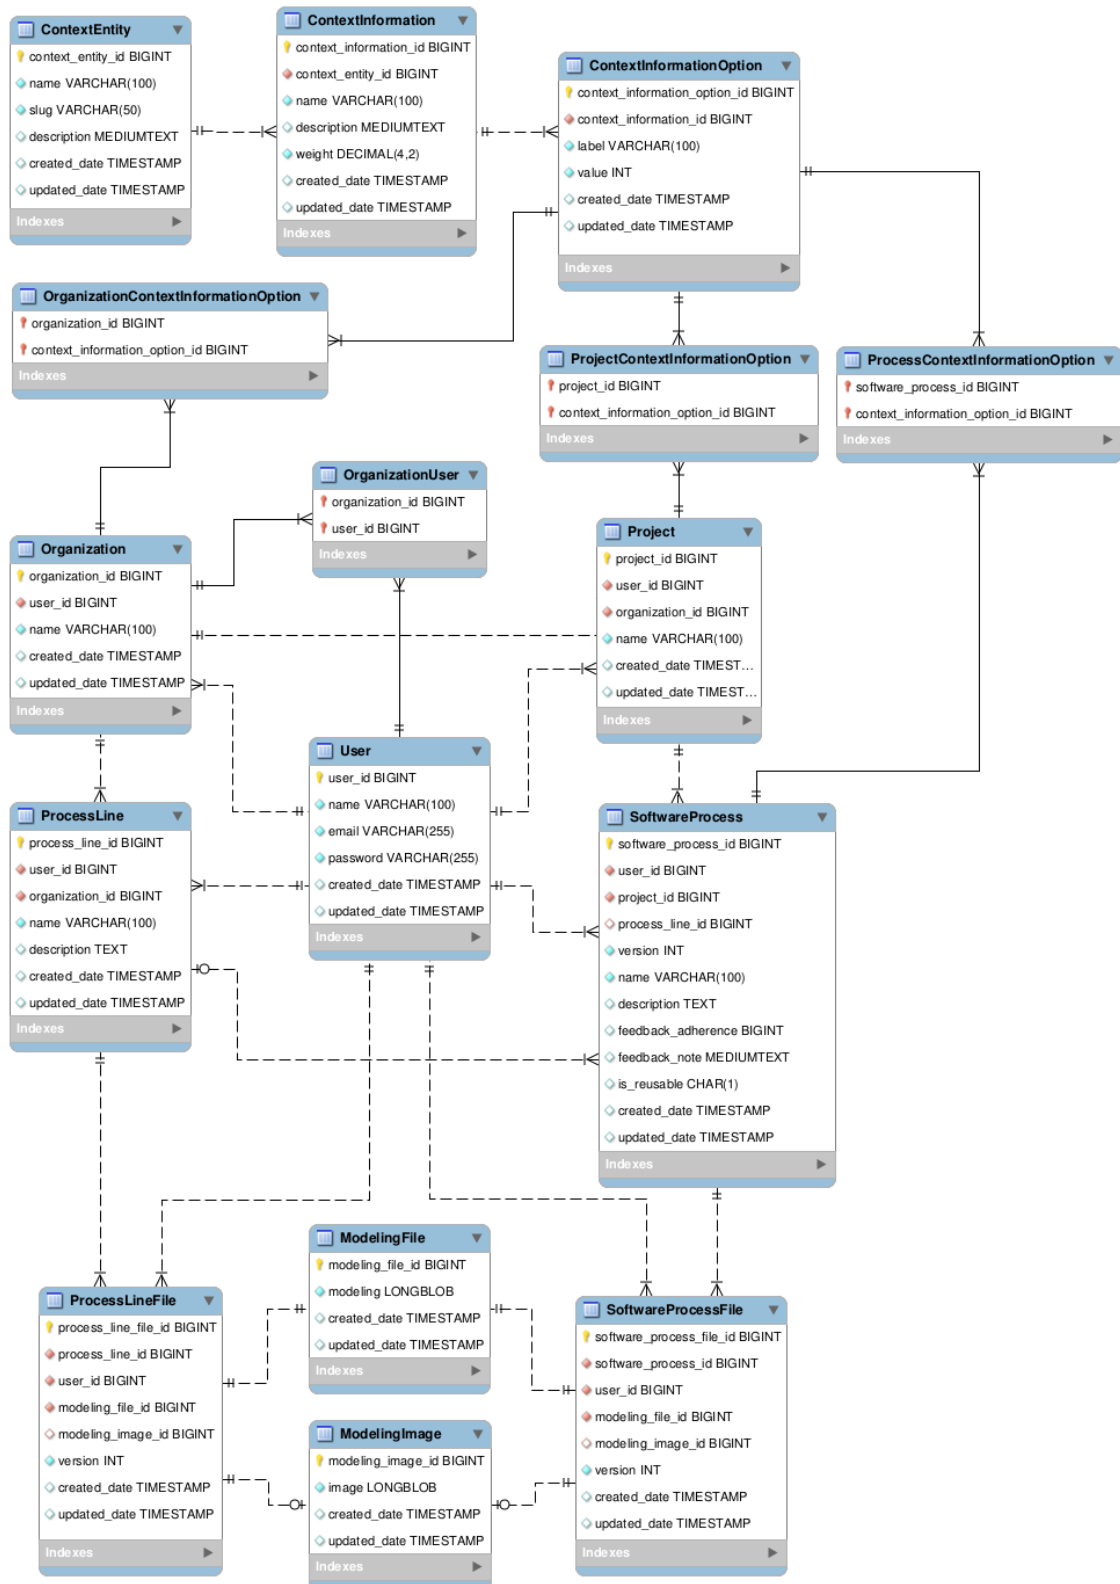 ContextEntity
context_entity_id BIGINT
name VARCHAR(100)
slug VARCHAR(50)
description MEDIUMTEXT
created_date TIMESTAMP
updated_date TIMESTAMP
Indexes
ContextInformation
context_information_id BIGINT
context_entity_id BIGINT
name VARCHAR(100)
description MEDIUMTEXT
weight DECIMAL(4,2)
created_date TIMESTAMP
updated_date TIMESTAMP
Indexes
ContextInformationOption
context_information_option_id BIGINT
context_information_id BIGINT
label VARCHAR(100)
value INT
created_date TIMESTAMP
updated_date TIMESTAMP
Indexes
OrganizationContextInformationOption
organization_id BIGINT
context_information_option_id BIGINT
Indexes
ProjectContextInformationOption
project_id BIGINT
context_information_option_id BIGINT
Indexes
ProcessContextInformationOption
software_process_id BIGINT
context_information_option_id BIGINT
Indexes
OrganizationUser
organization_id BIGINT
user_id BIGINT
Indexes
Organization
organization_id BIGINT
user_id BIGINT
name VARCHAR(100)
created_date TIMESTAMP
updated_date TIMESTAMP
Indexes
Project
project_id BIGINT
user_id BIGINT
organization_id BIGINT
name VARCHAR(100)
created_date TIMEST...
updated_date TIMEST...
Indexes
User
user_id BIGINT
name VARCHAR(100)
email VARCHAR(255)
password VARCHAR(255)
created_date TIMESTAMP
updated_date TIMESTAMP
Indexes
ProcessLine
process_line_id BIGINT
user_id BIGINT
organization_id BIGINT
name VARCHAR(100)
description TEXT
created_date TIMESTAMP
updated_date TIMESTAMP
Indexes
SoftwareProcess
software_process_id BIGINT
user_id BIGINT
project_id BIGINT
process_line_id BIGINT
version INT
name VARCHAR(100)
description TEXT
feedback_adherence BIGINT
feedback_note MEDIUMTEXT
is_reusable CHAR(1)
created_date TIMESTAMP
updated_date TIMESTAMP
Indexes
ModelingFile
modeling_file_id BIGINT
modeling LONGBLOB
created_date TIMESTAMP
updated_date TIMESTAMP
Indexes
ProcessLineFile
process_line_file_id BIGINT
process_line_id BIGINT
user_id BIGINT
modeling_file_id BIGINT
modeling_image_id BIGINT
version INT
created_date TIMESTAMP
updated_date TIMESTAMP
Indexes
SoftwareProcessFile
software_process_file_id BIGINT
software_process_id BIGINT
user_id BIGINT
modeling_file_id BIGINT
modeling_image_id BIGINT
version INT
created_date TIMESTAMP
updated_date TIMESTAMP
Indexes
ModelingImage
modeling_image_id BIGINT
image LONGBLOB
created_date TIMESTAMP
updated_date TIMESTAMP
Indexes